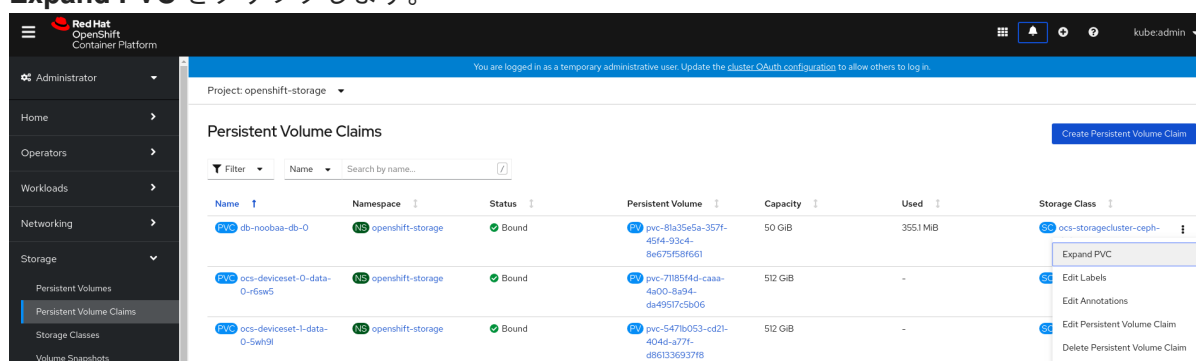 Expand PVC をクリックします。
Red Hat
OpenShift
Container Platform
kube:admin
You are logged in as a temporary administrative user. Update the cluster OAuth configuration to allow others to log in.
Administrator
Project: openshift-storage
Home
Persistent Volume Claims
Create Persistent Volume Claim
Operators
Filter Name Search by name... /
Workloads
Name Namespace Status Persistent Volume Capacity Used Storage Class
Networking
PVC db-noobaa-db-0 NS openshift-storage Bound PV pvc-81a35e5a-357f-45f4-93c4-8e675f58f661 50 GiB 355.1 MiB SC ocs-storagecluster-ceph-
Storage
Expand PVC
Persistent Volumes
PVC ocs-deviceset-0-data-0-r6sw5 NS openshift-storage Bound PV pvc-71185f4d-caaa-4a00-8a94-da49517c5b06 512 GiB - SC
Edit Labels
Edit Annotations
Persistent Volume Claims
Storage Classes
PVC ocs-deviceset-1-data-0-5wh9l NS openshift-storage Bound PV pvc-5471b053-cd21-404d-a77f-d861336937f8 512 GiB - SC
Edit Persistent Volume Claim
Delete Persistent Volume Claim
Volume Snapshots